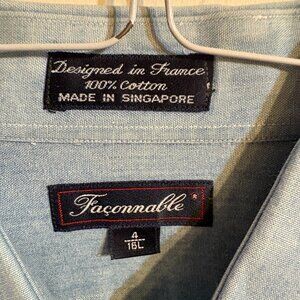 Designed in France
100% Cotton
MADE IN SINGAPORE
Façonnable
4
16L